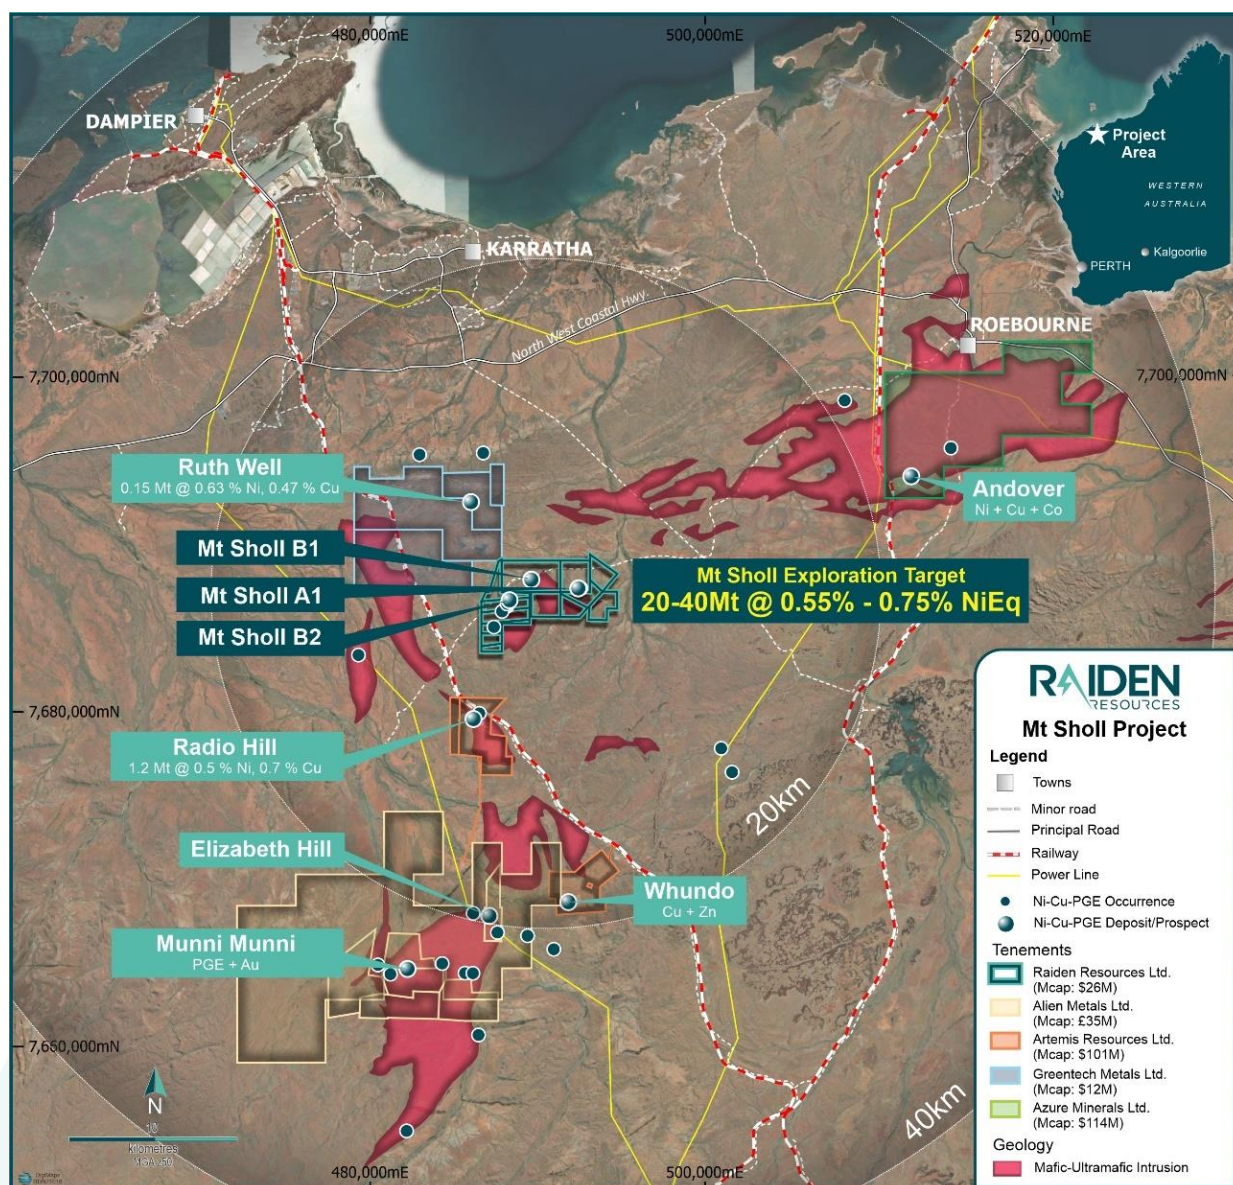 480,000mE
500,000mE
520,000mE
DAMPIER
KARRATHA
North West Coastal Hwy.
ROEBOURNE
Project
Area
WESTERN
AUSTRALIA
Kalgoorlie
PERTH
7,700,000mN
7,700,000mN
Ruth Well
0.15 Mt @ 0.63 % Ni, 0.47 % Cu
Andover
Ni + Cu + Co
Mt Sholl B1
Mt Sholl A1
Mt Sholl B2
Mt Sholl Exploration Target
20-40Mt @ 0.55% - 0.75% NiEq
7,680,000mN
Radio Hill
1.2 Mt @ 0.5 % Ni, 0.7 % Cu
20km
Elizabeth Hill
Whundo
Cu + Zn
Munni Munni
PGE + Au
7,660,000mN
40km
N
10
kilometres
480,000mE
500,000mE
RAIDEN
RESOURCES
Mt Sholl Project
Legend
Towns
Minor road
Principal Road
Railway
Power Line
Ni-Cu-PGE Occurrence
Ni-Cu-PGE Deposit/Prospect
Tenements
Raiden Resources Ltd.
(Mcap: $26M)
Alien Metals Ltd.
(Mcap: £35M)
Artemis Resources Ltd.
(Mcap: $101M)
Greentech Metals Ltd.
(Mcap: $12M)
Azure Minerals Ltd.
(Mcap: $114M)
Geology
Mafic-Ultramafic Intrusion